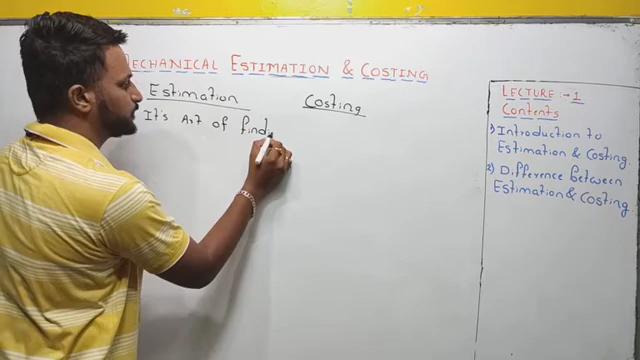 MECHANICAL ESTIMATION & COSTING
Estimation
It's Art of find
Costing
LECTURE :- 1
Contents
1) Introduction to
Estimation & Costing.
2) Difference between
Estimation & Costing